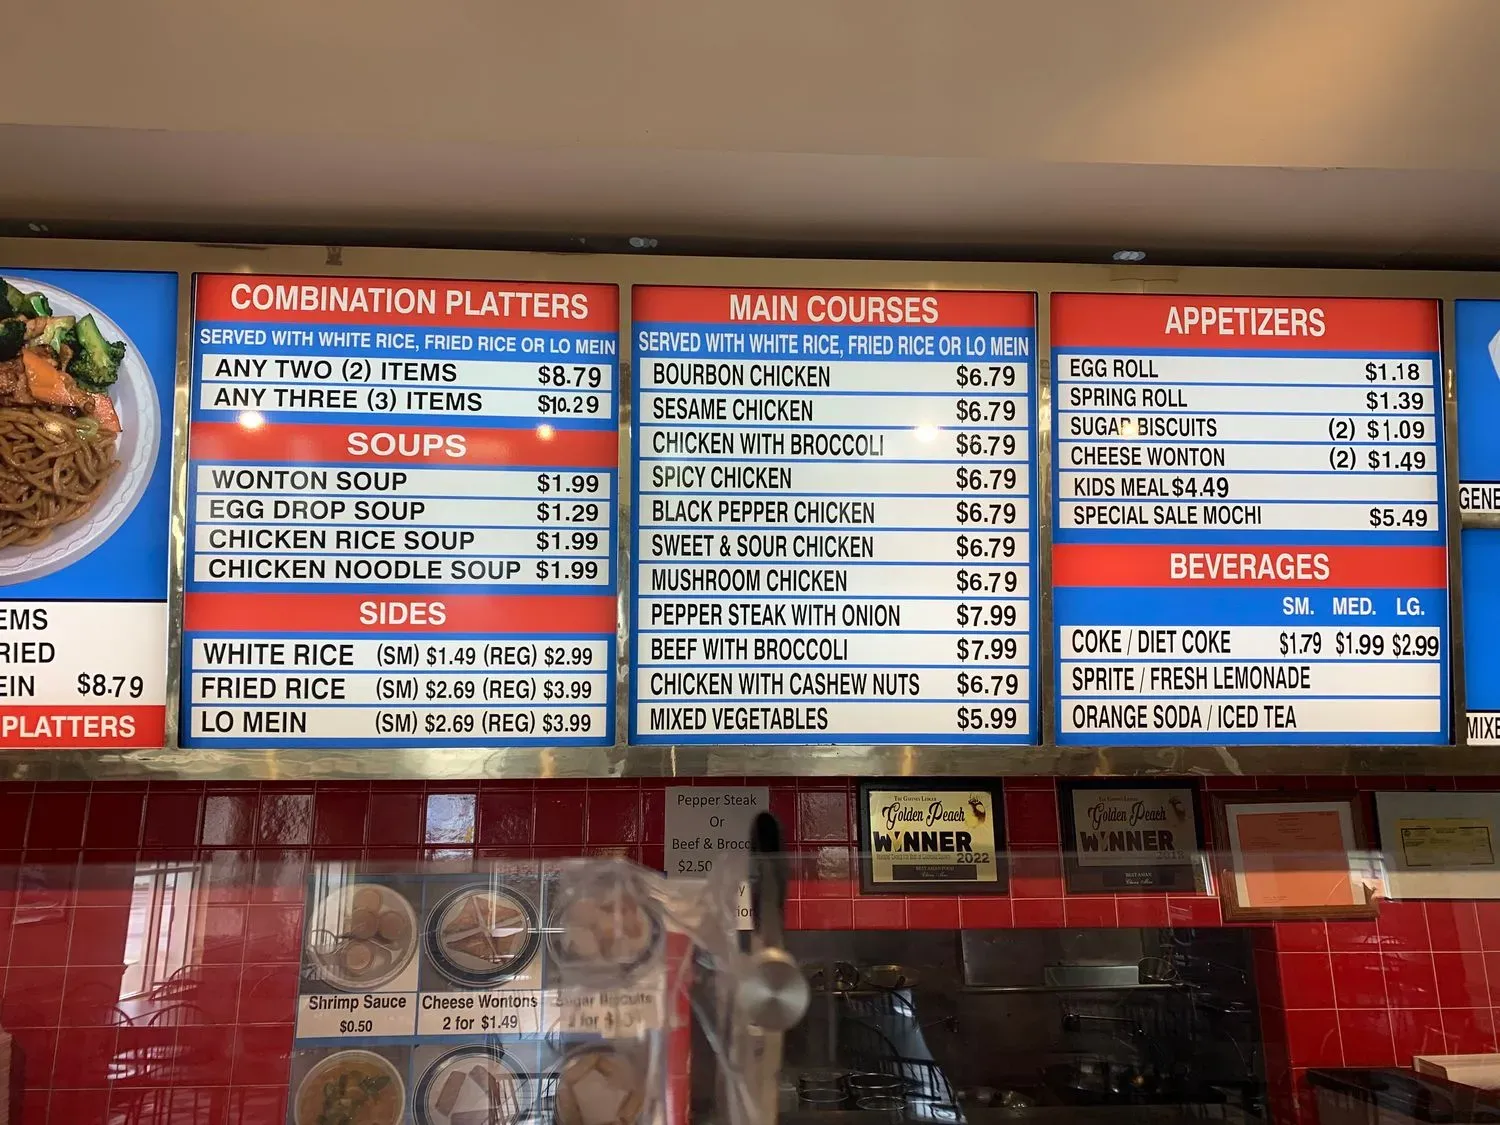 EMS
RIED
EIN $8.79
PLATTERS
COMBINATION PLATTERS
SERVED WITH WHITE RICE, FRIED RICE OR LO MEIN
ANY TWO (2) ITEMS $8.79
ANY THREE (3) ITEMS $10.29
SOUPS
WONTON SOUP $1.99
EGG DROP SOUP $1.29
CHICKEN RICE SOUP $1.99
CHICKEN NOODLE SOUP $1.99
SIDES
WHITE RICE (SM) $1.49 (REG) $2.99
FRIED RICE (SM) $2.69 (REG) $3.99
LO MEIN (SM) $2.69 (REG) $3.99
MAIN COURSES
SERVED WITH WHITE RICE, FRIED RICE OR LO MEIN
BOURBON CHICKEN $6.79
SESAME CHICKEN $6.79
CHICKEN WITH BROCCOLI $6.79
SPICY CHICKEN $6.79
BLACK PEPPER CHICKEN $6.79
SWEET & SOUR CHICKEN $6.79
MUSHROOM CHICKEN $6.79
PEPPER STEAK WITH ONION $7.99
BEEF WITH BROCCOLI $7.99
CHICKEN WITH CASHEW NUTS $6.79
MIXED VEGETABLES $5.99
APPETIZERS
EGG ROLL $1.18
SPRING ROLL $1.39
SUGAR BISCUITS (2) $1.09
CHEESE WONTON (2) $1.49
KIDS MEAL $4.49
SPECIAL SALE MOCHI $5.49
BEVERAGES
SM. MED. LG.
COKE / DIET COKE $1.79 $1.99 $2.99
SPRITE / FRESH LEMONADE
ORANGE SODA / ICED TEA
GENE
MIXE
Pepper Steak
Or
Beef & Brocc
$2.50
Golden Peach
WINNER
2022
Golden Peach
WINNER
2018
Shrimp Sauce
$0.50
Cheese Wontons
2 for $1.49
Sugar Biscuits